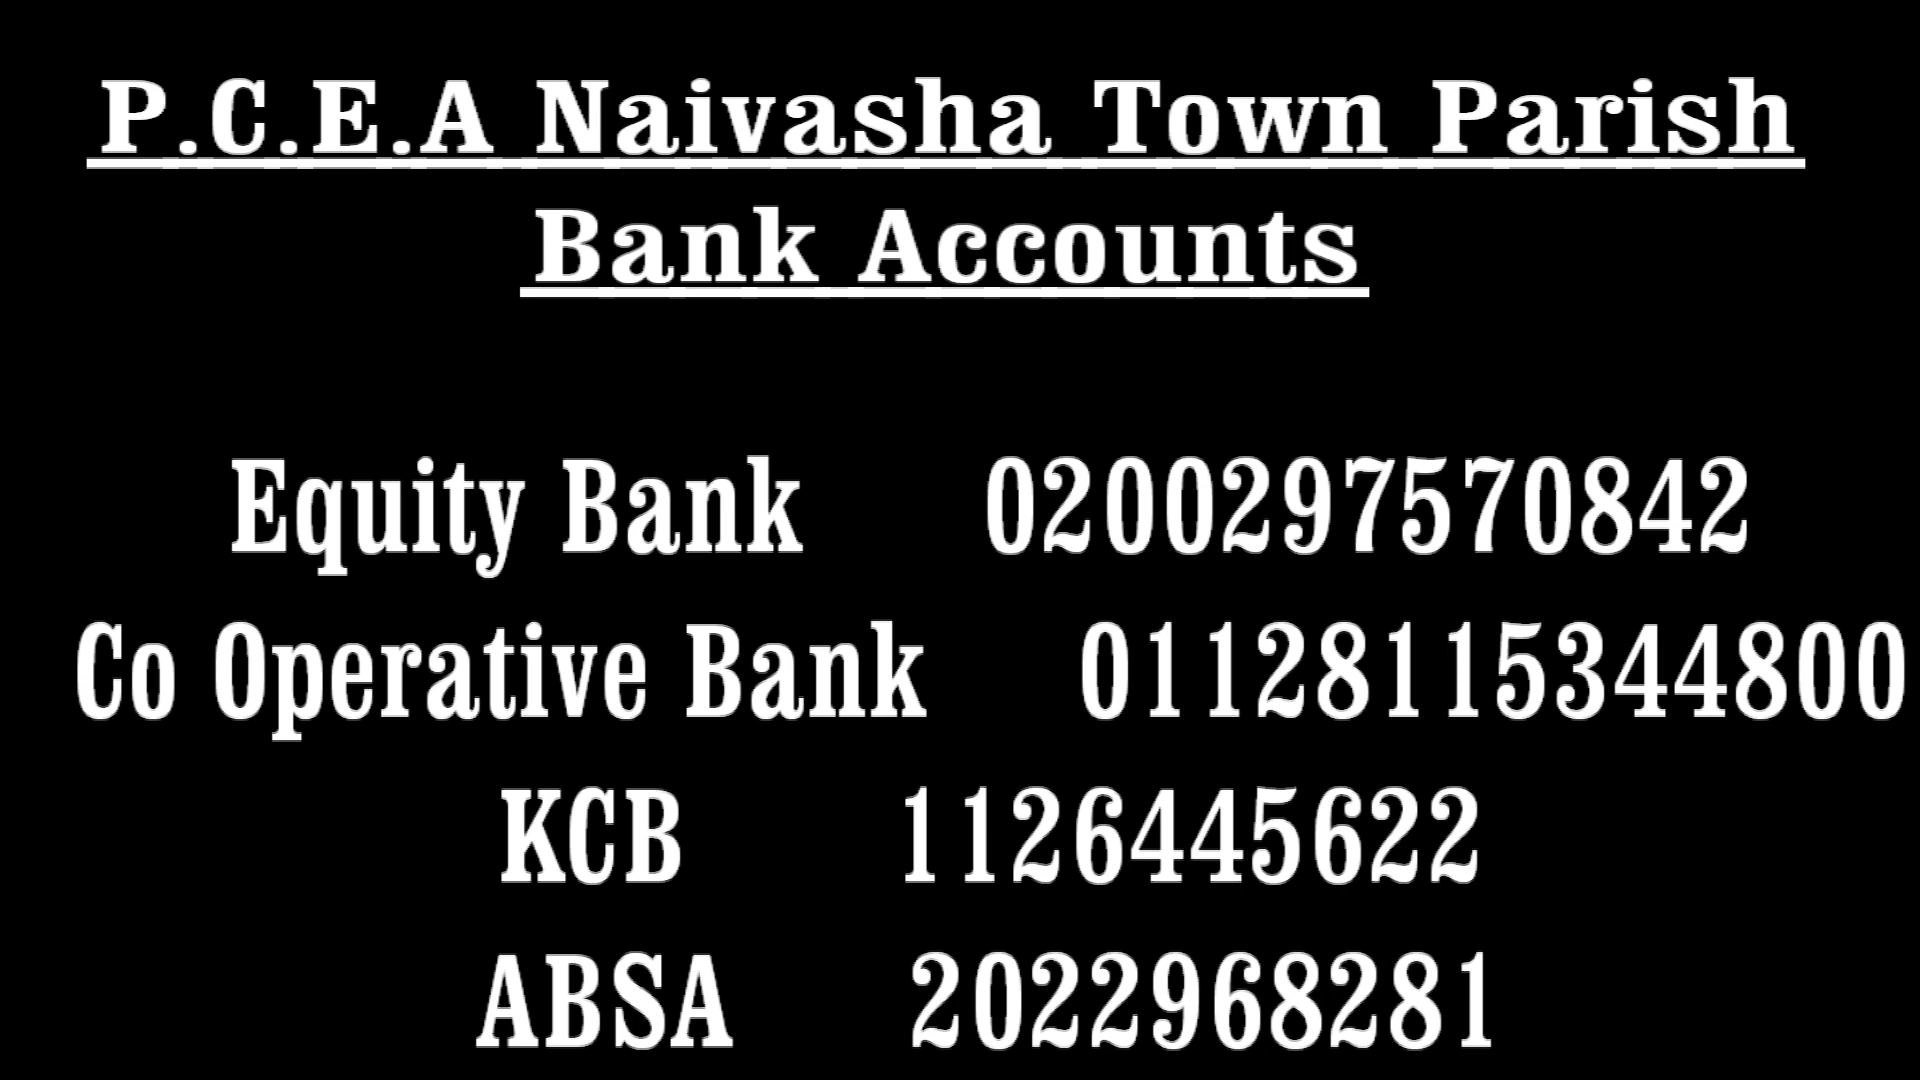 P.C.E.A Naivasha Town Parish
Bank Accounts
Equity Bank 0200297570842
Co Operative Bank 01128115344800
KCB 1126445622
ABSA 2022968281